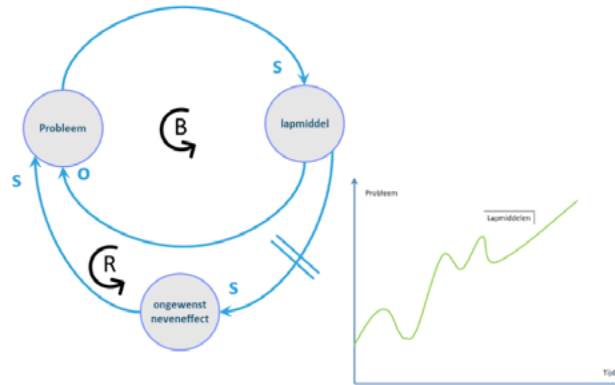 S
Probleem
B
lapmiddel
S
O
R
S
ongewenst
neveneffect
Probleem
Lapmiddelen
Tijd